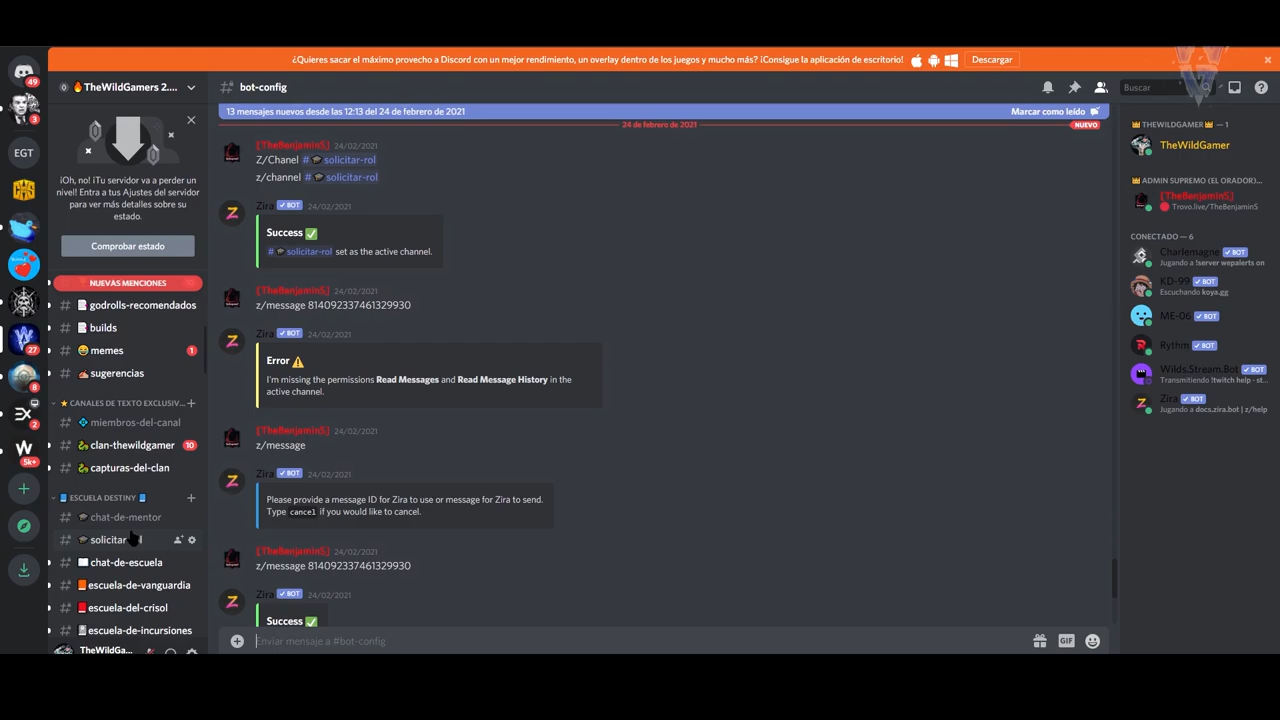 ¿Quieres sacar el máximo provecho a Discord con un mejor rendimiento, un overlay dentro de los juegos y mucho más? ¡Consigue la aplicación de escritorio!
Descargar
49
3
EGT
27
8
2
W
5k+
🔥TheWildGamers 2....
¡Oh, no! ¡Tu servidor va a perder un
nivel! Entra a tus Ajustes del servidor
para ver más detalles sobre su
estado.
Comprobar estado
NUEVAS MENCIONES
# godrolls-recomendados
# builds
# memes 1
# sugerencias
CANALES DE TEXTO EXCLUSIV...
# miembros-del-canal
# clan-thewildgamer 10
# capturas-del-clan
ESCUELA DESTINY
# chat-de-mentor
# solicitar
# chat-de-escuela
# escuela-de-vanguardia
# escuela-del-crisol
# escuela-de-incursiones
TheWildGa...
bot-config
Buscar
13 mensajes nuevos desde las 12:13 del 24 de febrero de 2021
Marcar como leído
24 de febrero de 2021
NUEVO
[TheBenjaminS] 24/02/2021
Z/Chanel # 🎓solicitar-rol
z/channel # 🎓solicitar-rol
Zira ✓ BOT 24/02/2021
Success ✅
# 🎓solicitar-rol set as the active channel.
[TheBenjaminS] 24/02/2021
z/message 814092337461329930
Zira ✓ BOT 24/02/2021
Error ⚠️
I'm missing the permissions Read Messages and Read Message History in the
active channel.
[TheBenjaminS] 24/02/2021
z/message
Zira ✓ BOT 24/02/2021
Please provide a message ID for Zira to use or message for Zira to send.
Type cancel if you would like to cancel.
[TheBenjaminS] 24/02/2021
z/message 814092337461329930
Zira ✓ BOT 24/02/2021
Success ✅
Enviar mensaje a #bot-config
GIF
👑 THEWILDGAMER 👑 — 1
TheWildGamer
👑 ADMIN SUPREMO (EL ORADOR)...
[TheBenjaminS]
Trovo.live/TheBenjaminS
CONECTADO — 6
Charlemagne ✓ BOT
Jugando a !server wepalerts on
KD-99 ✓ BOT
Escuchando koya.gg
ME-06 ✓ BOT
Rythm ✓ BOT
Wilds.Stream.Bot ✓ BOT
Transmitiendo !twitch help - st...
Zira ✓ BOT
Jugando a docs.zira.bot | z/help